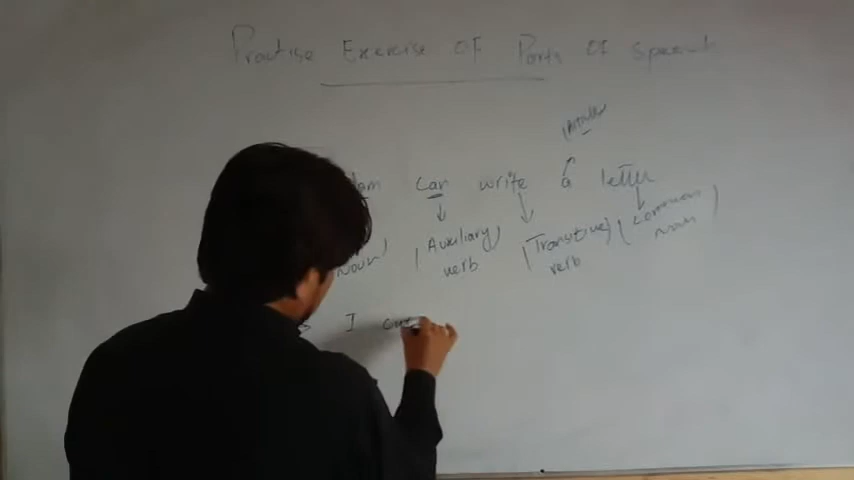 Practise Exercise of Parts of Speech
(Article)
can write a letter
noun) (Auxiliary verb) (Transitive verb) (common noun)
I